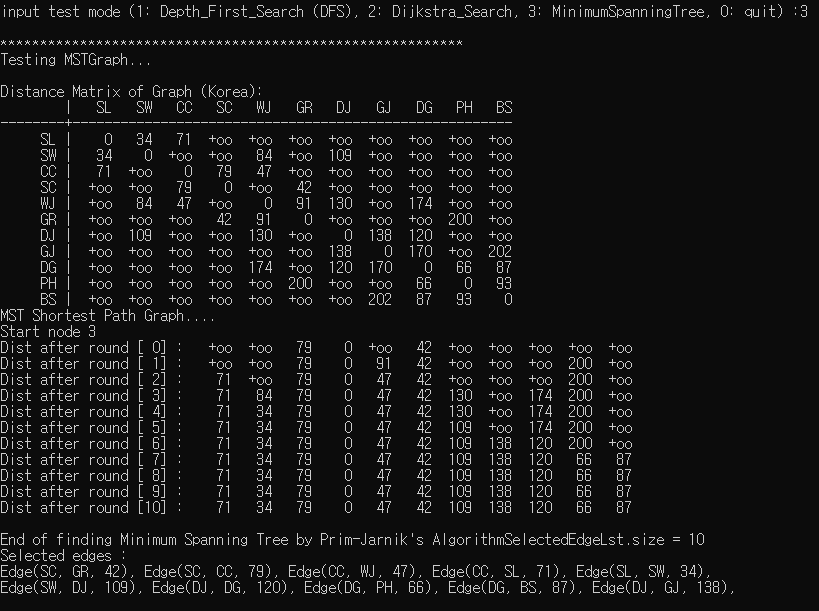 input test mode (1: Depth_First_Search (DFS), 2: Dijkstra_Search, 3: MinimumSpanningTree, 0: quit) :3
**********************************************************
Testing MSTGraph...
Distance Matrix of Graph (Korea):
| SL SW CC SC WJ GR DJ GJ DG PH BS
--------+-------------------------------------------------------
SL | 0 34 71 +oo +oo +oo +oo +oo +oo +oo +oo
SW | 34 0 +oo +oo 84 +oo 109 +oo +oo +oo +oo
CC | 71 +oo 0 79 47 +oo +oo +oo +oo +oo +oo
SC | +oo +oo 79 0 +oo 42 +oo +oo +oo +oo +oo
WJ | +oo 84 47 +oo 0 91 130 +oo 174 +oo +oo
GR | +oo +oo +oo 42 91 0 +oo +oo +oo 200 +oo
DJ | +oo 109 +oo +oo 130 +oo 0 138 120 +oo +oo
GJ | +oo +oo +oo +oo +oo +oo 138 0 170 +oo 202
DG | +oo +oo +oo +oo 174 +oo 120 170 0 66 87
PH | +oo +oo +oo +oo +oo 200 +oo +oo 66 0 93
BS | +oo +oo +oo +oo +oo +oo +oo 202 87 93 0
MST Shortest Path Graph....
Start node 3
Dist after round [ 0] : +oo +oo 79 0 +oo 42 +oo +oo +oo +oo +oo
Dist after round [ 1] : +oo +oo 79 0 91 42 +oo +oo +oo 200 +oo
Dist after round [ 2] : 71 +oo 79 0 47 42 +oo +oo +oo 200 +oo
Dist after round [ 3] : 71 84 79 0 47 42 130 +oo 174 200 +oo
Dist after round [ 4] : 71 34 79 0 47 42 130 +oo 174 200 +oo
Dist after round [ 5] : 71 34 79 0 47 42 109 +oo 174 200 +oo
Dist after round [ 6] : 71 34 79 0 47 42 109 138 120 200 +oo
Dist after round [ 7] : 71 34 79 0 47 42 109 138 120 66 87
Dist after round [ 8] : 71 34 79 0 47 42 109 138 120 66 87
Dist after round [ 9] : 71 34 79 0 47 42 109 138 120 66 87
Dist after round [10] : 71 34 79 0 47 42 109 138 120 66 87
End of finding Minimum Spanning Tree by Prim-Jarnik's AlgorithmSelectedEdgeLst.size = 10
Selected edges :
Edge(SC, GR, 42), Edge(SC, CC, 79), Edge(CC, WJ, 47), Edge(CC, SL, 71), Edge(SL, SW, 34),
Edge(SW, DJ, 109), Edge(DJ, DG, 120), Edge(DG, PH, 66), Edge(DG, BS, 87), Edge(DJ, GJ, 138),